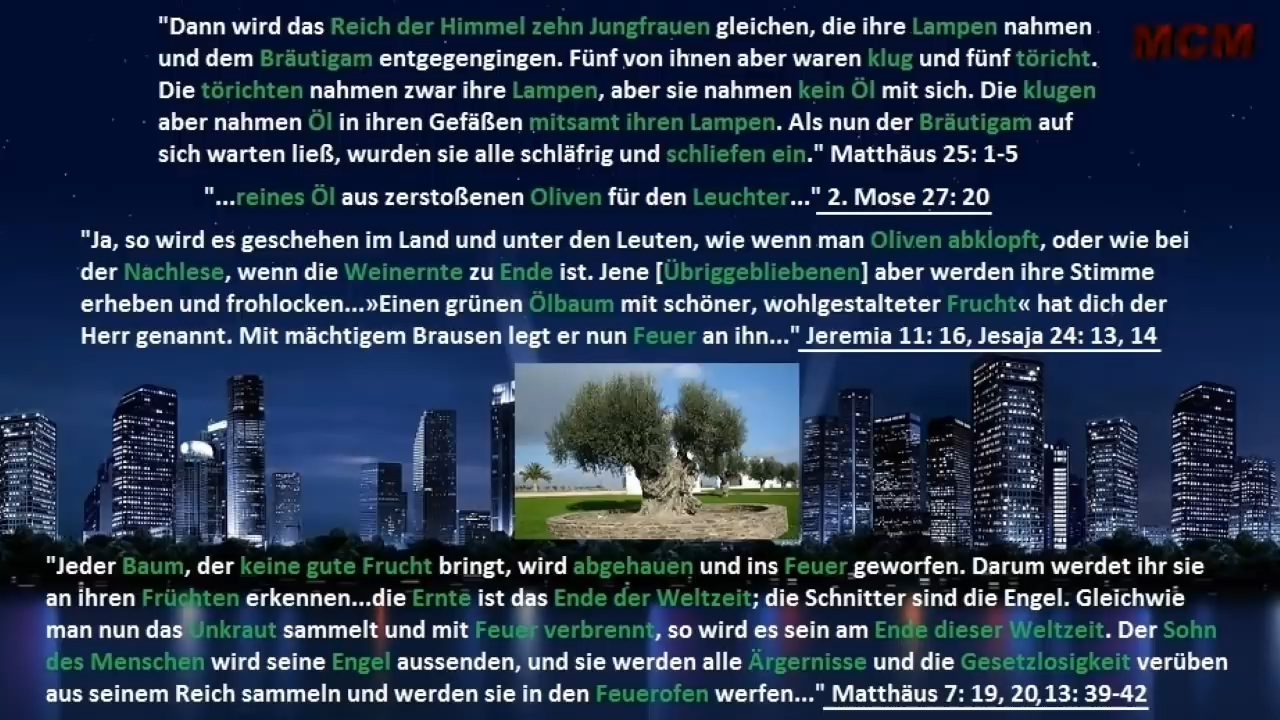 "Dann wird das Reich der Himmel zehn Jungfrauen gleichen, die ihre Lampen nahmen
MCM
und dem Bräutigam entgegengingen. Fünf von ihnen aber waren klug und fünf töricht.
Die törichten nahmen zwar ihre Lampen, aber sie nahmen kein Öl mit sich. Die klugen
aber nahmen Öl in ihren Gefäßen mitsamt ihren Lampen. Als nun der Bräutigam auf
sich warten ließ, wurden sie alle schläfrig und schliefen ein." Matthäus 25: 1-5
"...reines Öl aus zerstoßenen Oliven für den Leuchter..." 2. Mose 27: 20
"Ja, so wird es geschehen im Land und unter den Leuten, wie wenn man Oliven abklopft, oder wie bei
der Nachlese, wenn die Weinernte zu Ende ist. Jene [Übriggebliebenen] aber werden ihre Stimme
erheben und frohlocken...»Einen grünen Ölbaum mit schöner, wohlgestalteter Frucht« hat dich der
Herr genannt. Mit mächtigem Brausen legt er nun Feuer an ihn..." Jeremia 11: 16, Jesaja 24: 13, 14
"Jeder Baum, der keine gute Frucht bringt, wird abgehauen und ins Feuer geworfen. Darum werdet ihr sie
an ihren Früchten erkennen...die Ernte ist das Ende der Weltzeit; die Schnitter sind die Engel. Gleichwie
man nun das Unkraut sammelt und mit Feuer verbrennt, so wird es sein am Ende dieser Weltzeit. Der Sohn
des Menschen wird seine Engel aussenden, und sie werden alle Ärgernisse und die Gesetzlosigkeit verüben
aus seinem Reich sammeln und werden sie in den Feuerofen werfen..." Matthäus 7: 19, 20,13: 39-42